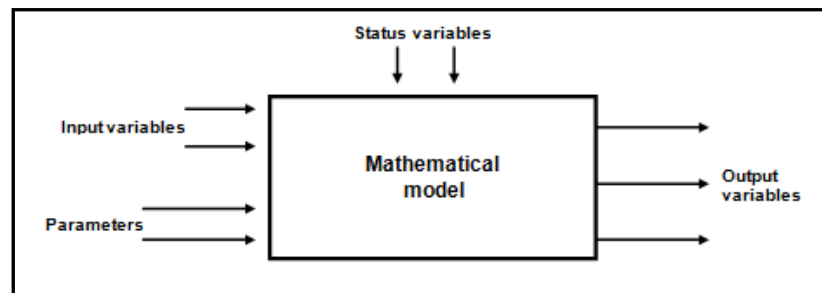 Status variables
Input variables
Mathematical
model
Output
variables
Parameters